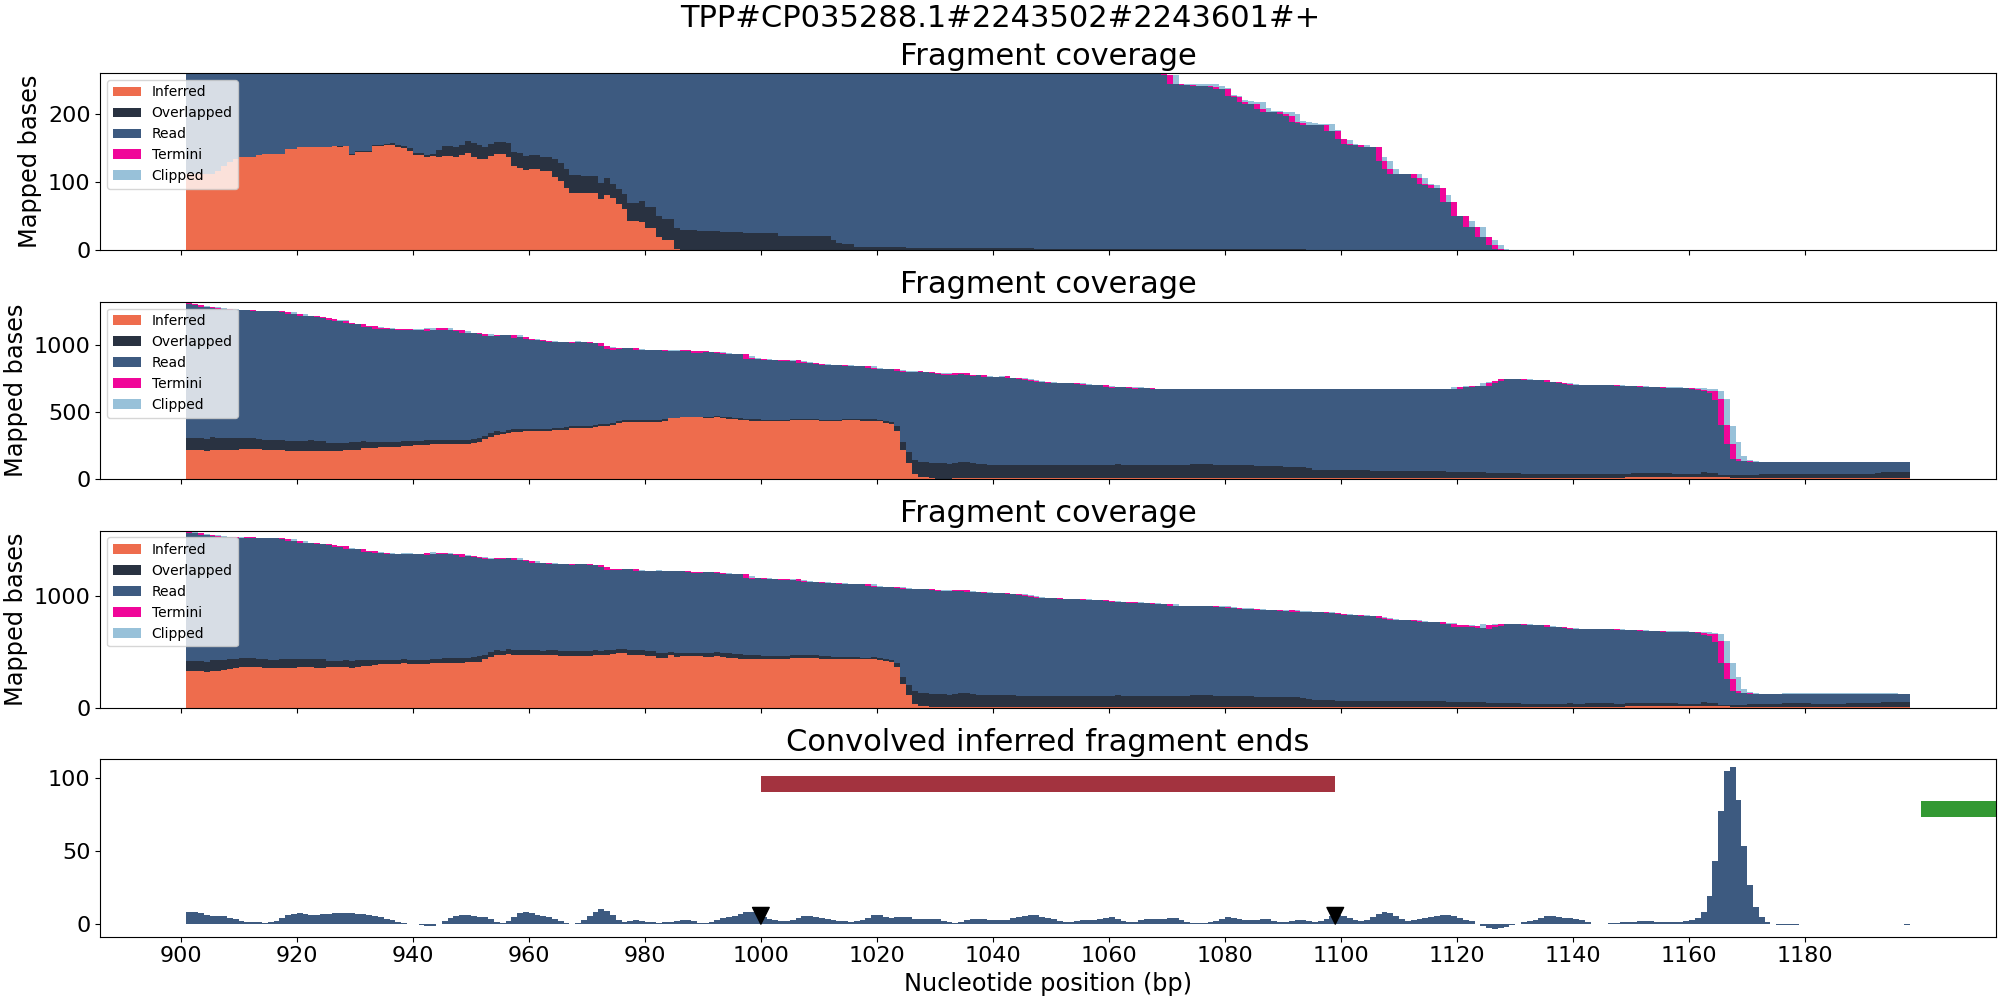 TPP#CP035288.1#2243502#2243601#+
Fragment coverage
Mapped bases
200
100
0
Inferred
Overlapped
Read
Termini
Clipped
Fragment coverage
Mapped bases
1000
500
0
Inferred
Overlapped
Read
Termini
Clipped
Fragment coverage
Mapped bases
1000
0
Inferred
Overlapped
Read
Termini
Clipped
Convolved inferred fragment ends
100
50
0
900 920 940 960 980 1000 1020 1040 1060 1080 1100 1120 1140 1160 1180
Nucleotide position (bp)